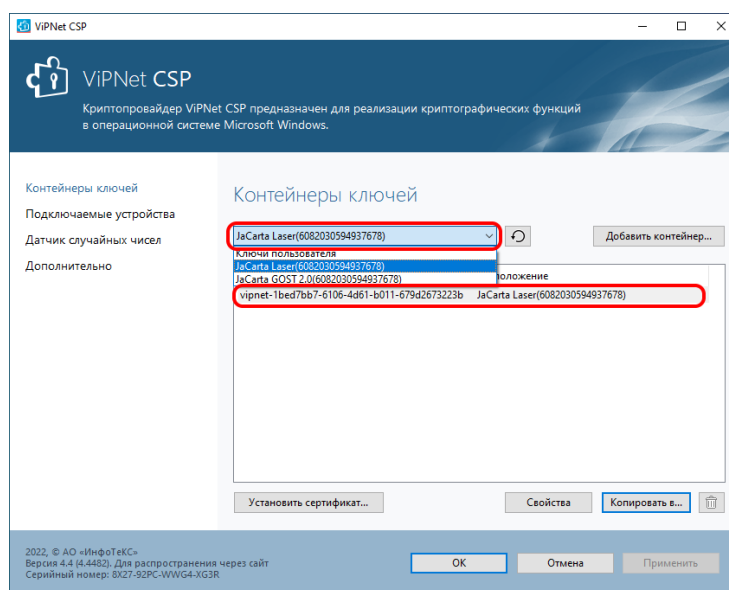 ViPNet CSP
ViPNet CSP
Криптопровайдер ViPNet CSP предназначен для реализации криптографических функций
в операционной системе Microsoft Windows.
Контейнеры ключей
Подключаемые устройства
Датчик случайных чисел
Дополнительно
Контейнеры ключей
JaCarta Laser(6082030594937678)
Добавить контейнер...
Ключи пользователя
JaCarta Laser(6082030594937678)
JaCarta GOST 2.0(6082030594937678)
положение
vipnet-1bed7bb7-6106-4d61-b011-679d2673223b JaCarta Laser(6082030594937678)
Установить сертификат...
Свойства
Копировать в...
2022, © АО «ИнфоТеКС»
Версия 4.4 (4.4482). Для распространения через сайт
Серийный номер: 8X27-92PC-WWG4-XG3R
OK
Отмена
Применить